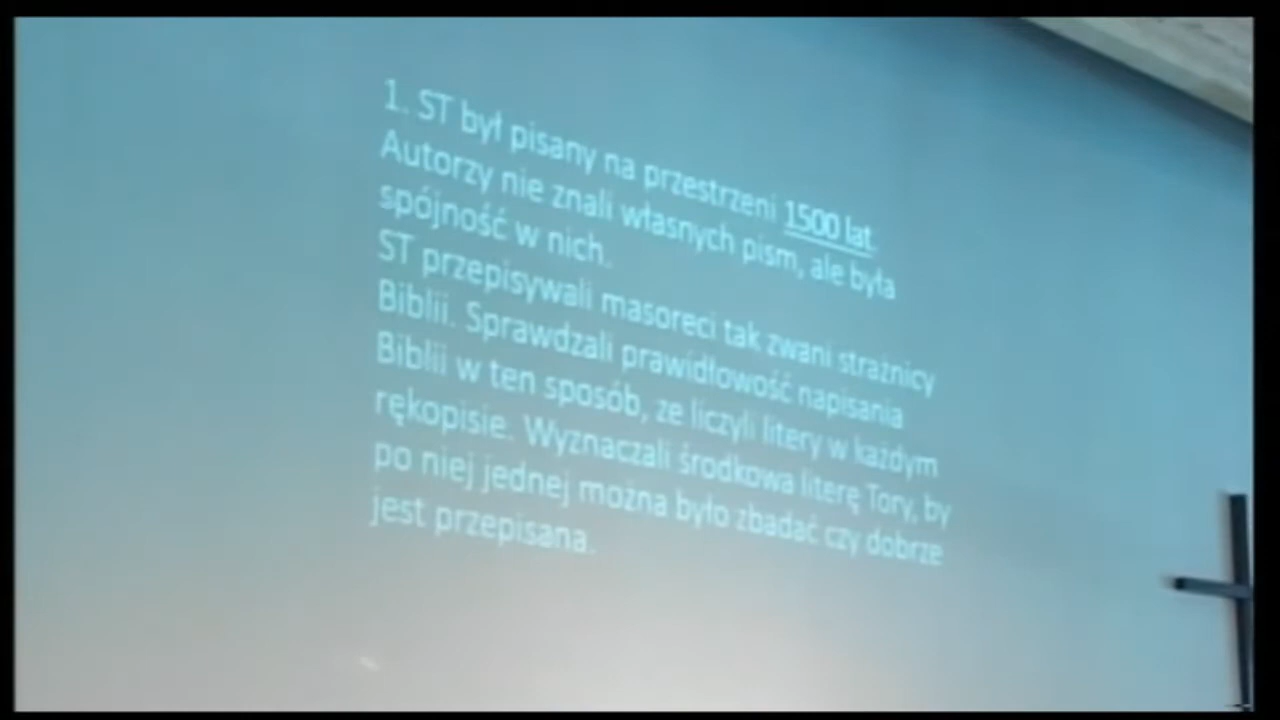 1. ST był pisany na przestrzeni 1500 lat.
Autorzy nie znali własnych pism, ale była
spójność w nich.
ST przepisywali masoreci tak zwani strażnicy
Biblii. Sprawdzali prawidłowość napisania
Biblii w ten sposób, ze liczyli litery w każdym
rękopisie. Wyznaczali środkowa literę Tory, by
po niej jednej można było zbadać czy dobrze
jest przepisana.